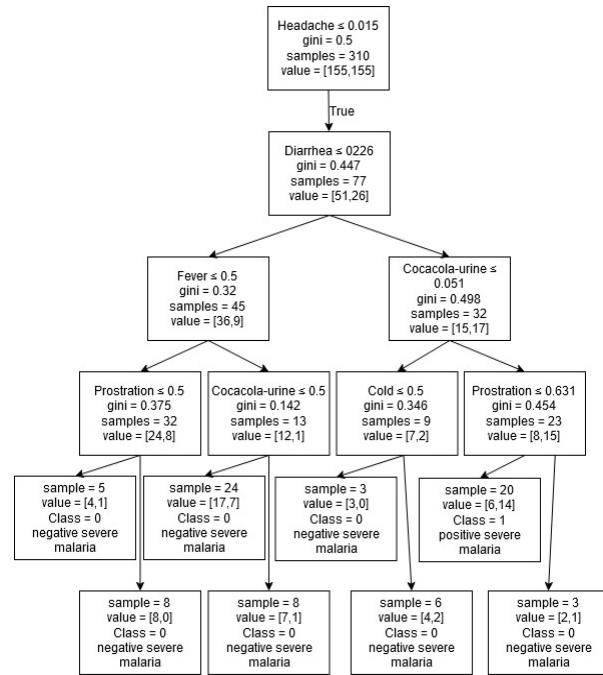 Headache ≤ 0.015
gini = 0.5
samples = 310
value = [155,155]
True
Diarrhea ≤ 0226
gini = 0.447
samples = 77
value = [51,26]
Fever ≤ 0.5
gini = 0.32
samples = 45
value = [36,9]
Cocacola-urine ≤
0.051
gini = 0.498
samples = 32
value = [15,17]
Prostration ≤ 0.5
gini = 0.375
samples = 32
value = [24,8]
Cocacola-urine ≤ 0.5
gini = 0.142
samples = 13
value = [12,1]
Cold ≤ 0.5
gini = 0.346
samples = 9
value = [7,2]
Prostration ≤ 0.631
gini = 0.454
samples = 23
value = [8,15]
sample = 5
value = [4,1]
Class = 0
negative severe
malaria
sample = 24
value = [17,7]
Class = 0
negative severe
malaria
sample = 3
value = [3,0]
Class = 0
negative severe
malaria
sample = 20
value = [6,14]
Class = 1
positive severe
malaria
sample = 8
value = [8,0]
Class = 0
negative severe
malaria
sample = 8
value = [7,1]
Class = 0
negative severe
malaria
sample = 6
value = [4,2]
Class = 0
negative severe
malaria
sample = 3
value = [2,1]
Class = 0
negative severe
malaria